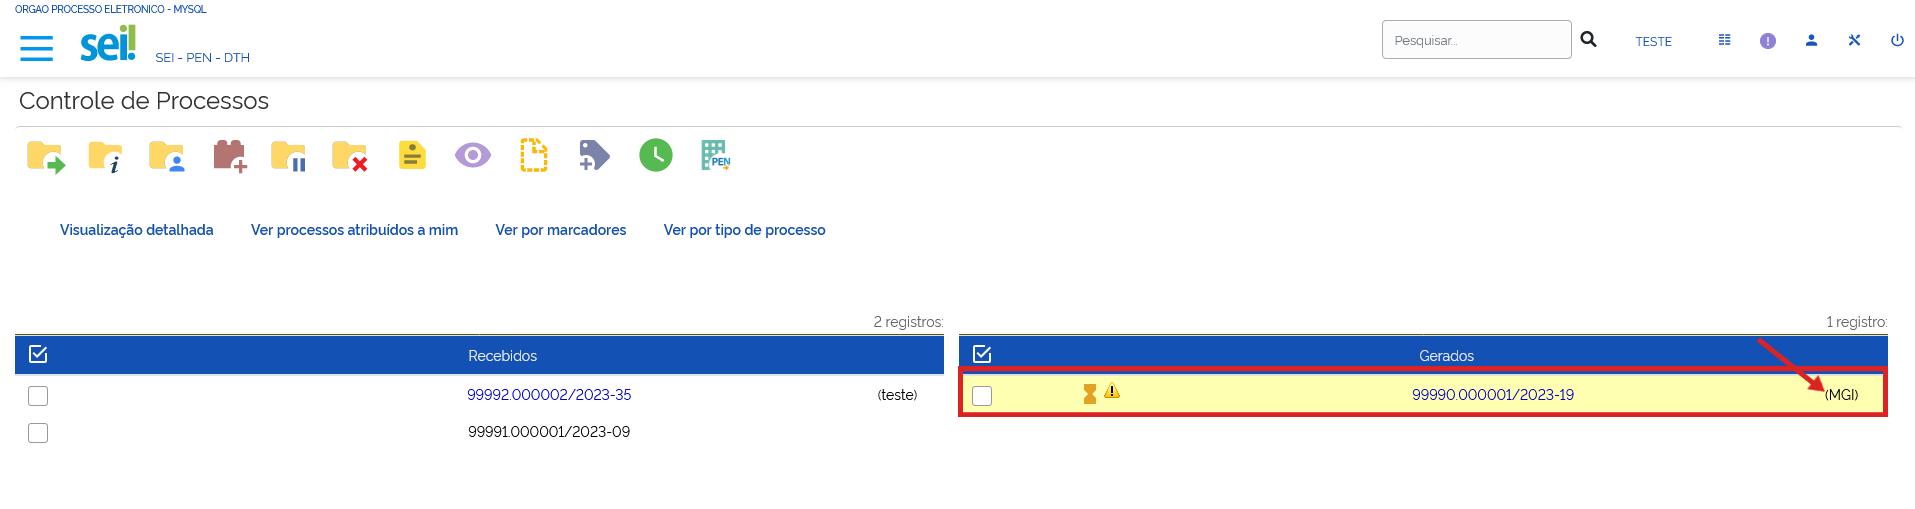 ORGAO PROCESSO ELETRONICO - MYSQL
sei!
SEI - PEN - DTH
Pesquisar...
TESTE
Controle de Processos
PEN
Visualização detalhada
Ver processos atribuídos a mim
Ver por marcadores
Ver por tipo de processo
2 registros:
Recebidos
99992.000002/2023-35 (teste)
99991.000001/2023-09
1 registro:
Gerados
99990.000001/2023-19 (MGI)